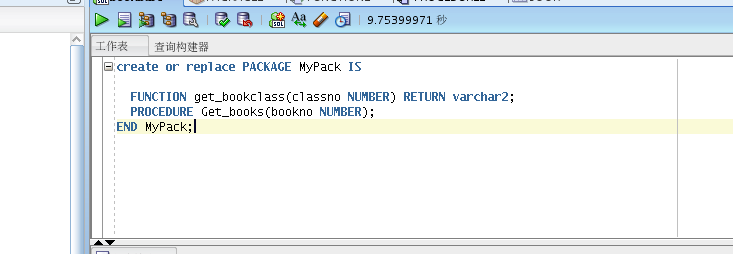 9.75399971 秒
工作表
查询构建器
create or replace PACKAGE MyPack IS
FUNCTION get_bookclass(classno NUMBER) RETURN varchar2;
PROCEDURE Get_books(bookno NUMBER);
END MyPack;